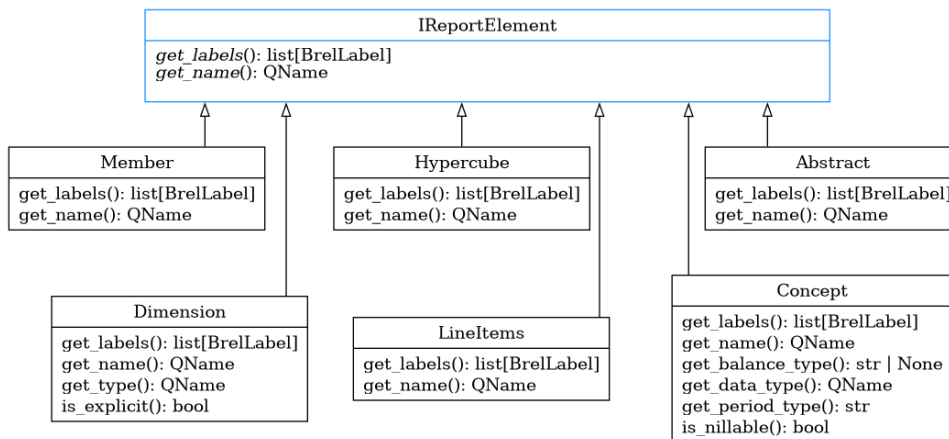 IReportElement
get_labels(): list[BrelLabel]
get_name(): QName
Member
get_labels(): list[BrelLabel]
get_name(): QName
Hypercube
get_labels(): list[BrelLabel]
get_name(): QName
Abstract
get_labels(): list[BrelLabel]
get_name(): QName
Dimension
get_labels(): list[BrelLabel]
get_name(): QName
get_type(): QName
is_explicit(): bool
LineItems
get_labels(): list[BrelLabel]
get_name(): QName
Concept
get_labels(): list[BrelLabel]
get_name(): QName
get_balance_type(): str | None
get_data_type(): QName
get_period_type(): str
is_nillable(): bool